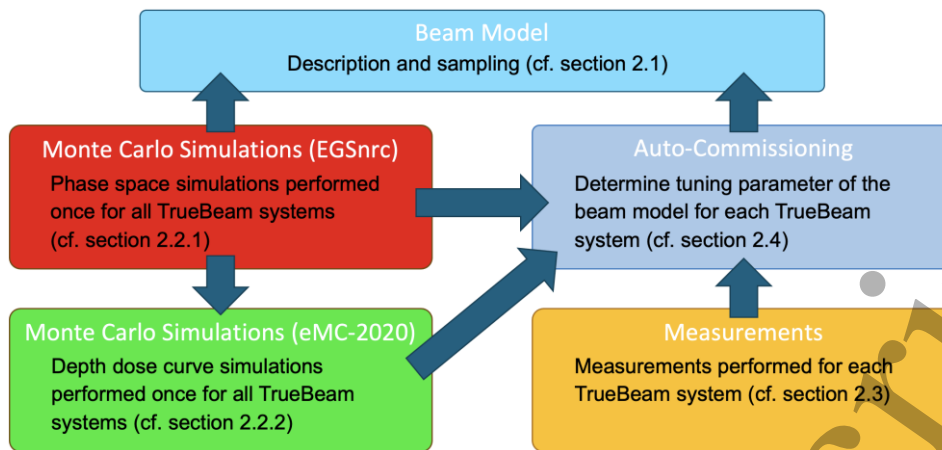 Beam Model
Description and sampling (cf. section 2.1)
Monte Carlo Simulations (EGSnrc)
Phase space simulations performed
once for all TrueBeam systems
(cf. section 2.2.1)
Auto-Commissioning
Determine tuning parameter of the
beam model for each TrueBeam
system (cf. section 2.4)
Monte Carlo Simulations (eMC-2020)
Depth dose curve simulations
performed once for all TrueBeam
systems (cf. section 2.2.2)
Measurements
Measurements performed for each
TrueBeam system (cf. section 2.3)